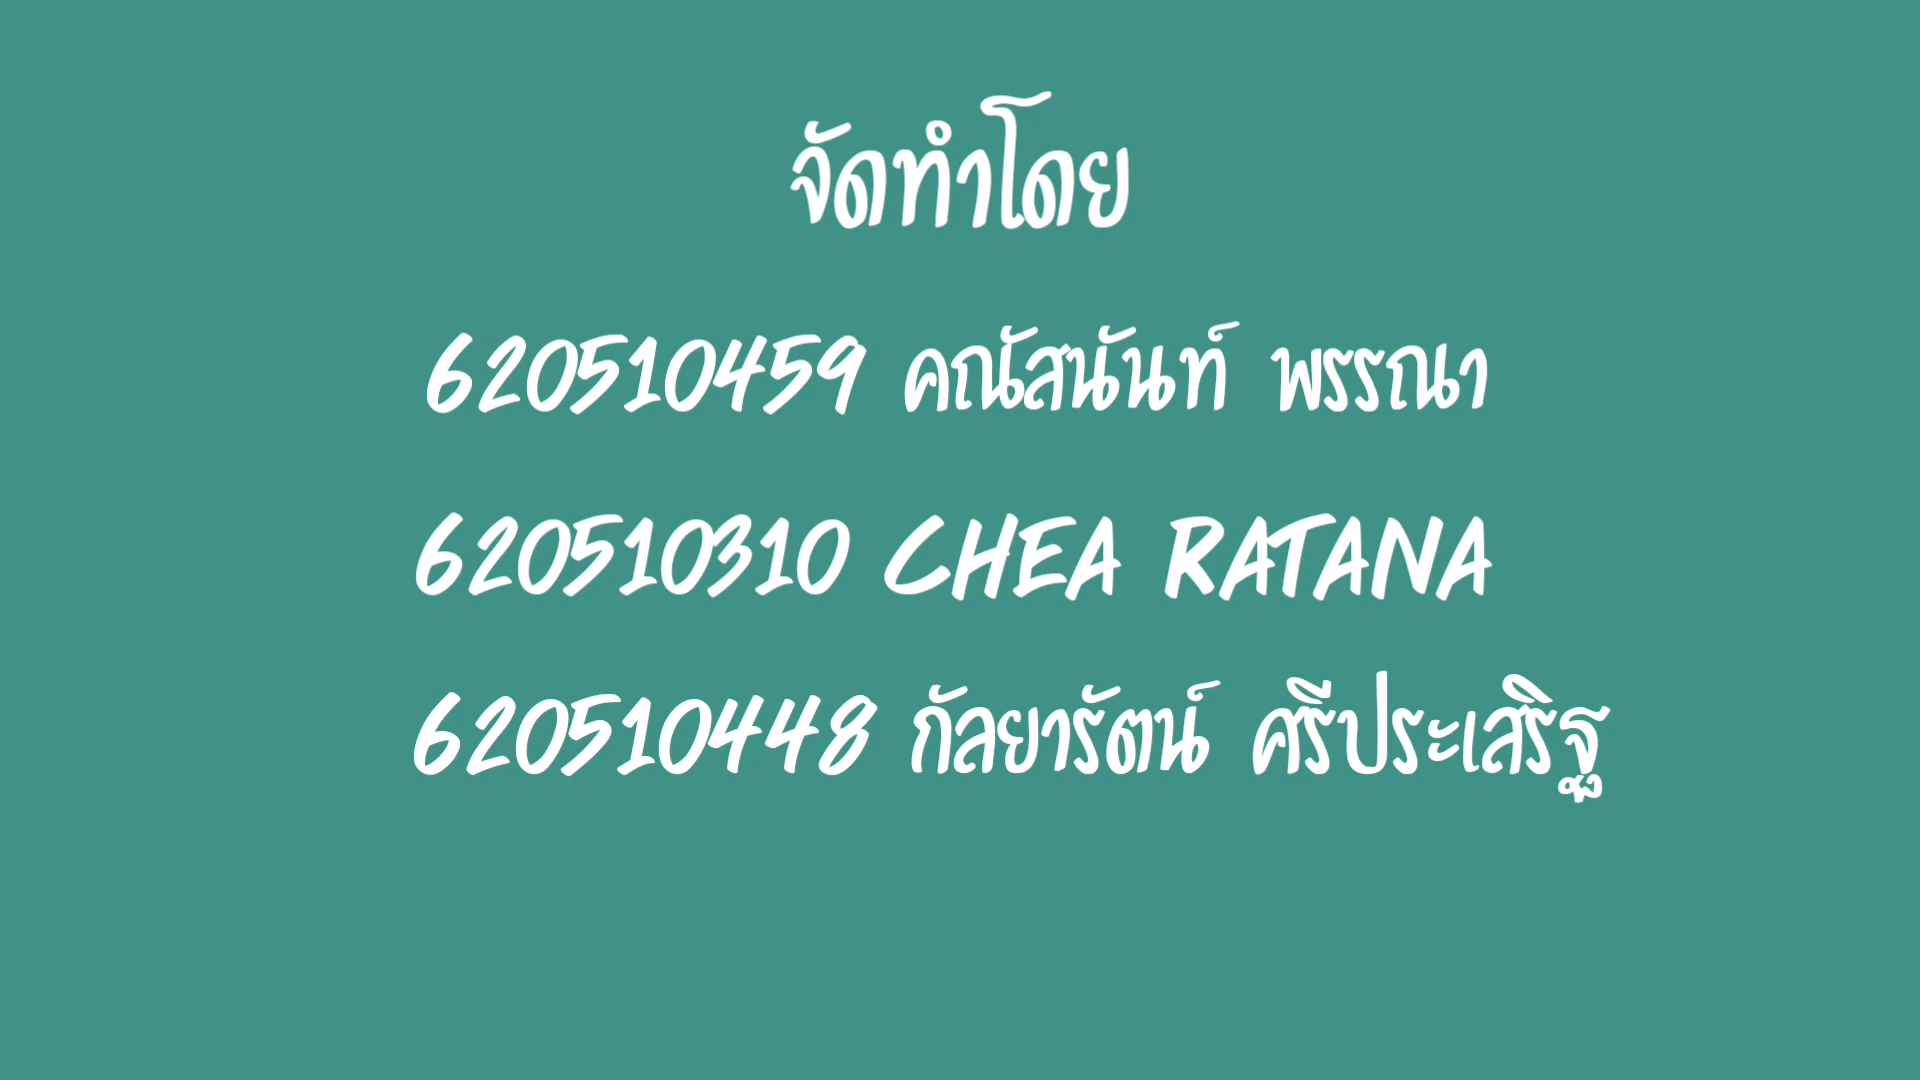 จัดทำโดย
620510459 คณัสนันท์ พรรณา
620510310 CHEA RATANA
620510448 กัลยารัตน์ ศรีประเสริฐ